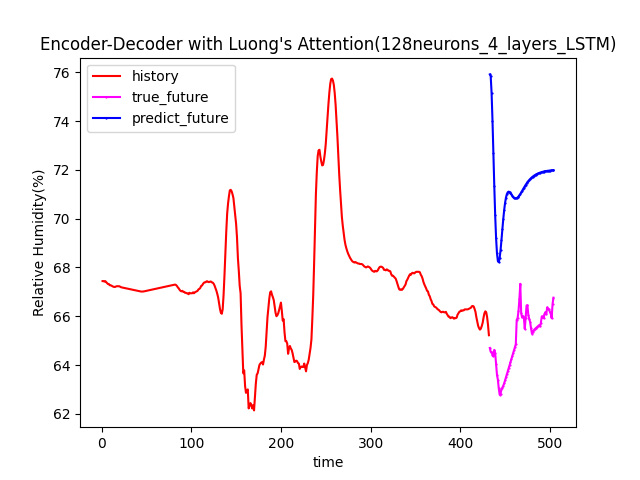 Encoder-Decoder with Luong's Attention(128neurons_4_layers_LSTM)
history
true_future
predict_future
Relative Humidity(%)
76
74
72
70
68
66
64
62
0 100 200 300 400 500
time